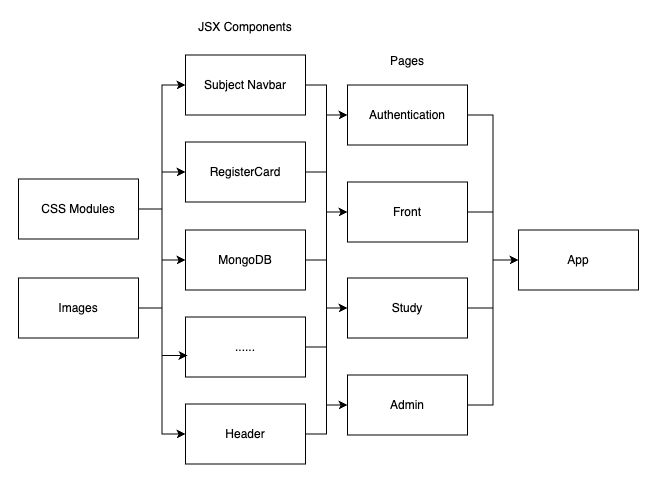 JSX Components
Pages
Subject Navbar
Authentication
RegisterCard
CSS Modules
Front
MongoDB
App
Images
Study
......
Admin
Header